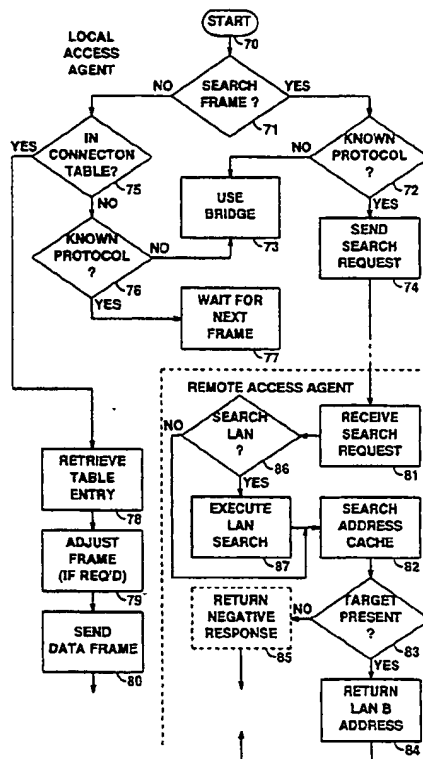 START
70
LOCAL
ACCESS
AGENT
NO
SEARCH
FRAME ?
YES
71
YES
IN
CONNECTON
TABLE?
75
NO
NO
KNOWN
PROTOCOL
?
72
YES
USE
BRIDGE
73
KNOWN
PROTOCOL
?
76
NO
YES
SEND
SEARCH
REQUEST
74
WAIT FOR
NEXT
FRAME
77
REMOTE ACCESS AGENT
NO
SEARCH
LAN
?
86
YES
RECEIVE
SEARCH
REQUEST
81
RETRIEVE
TABLE
ENTRY
78
EXECUTE
LAN
SEARCH
87
SEARCH
ADDRESS
CACHE
82
ADJUST
FRAME
(IF REQ'D)
79
RETURN
NEGATIVE
RESPONSE
85
NO
TARGET
PRESENT
?
83
YES
SEND
DATA FRAME
80
RETURN
LAN B
ADDRESS
84